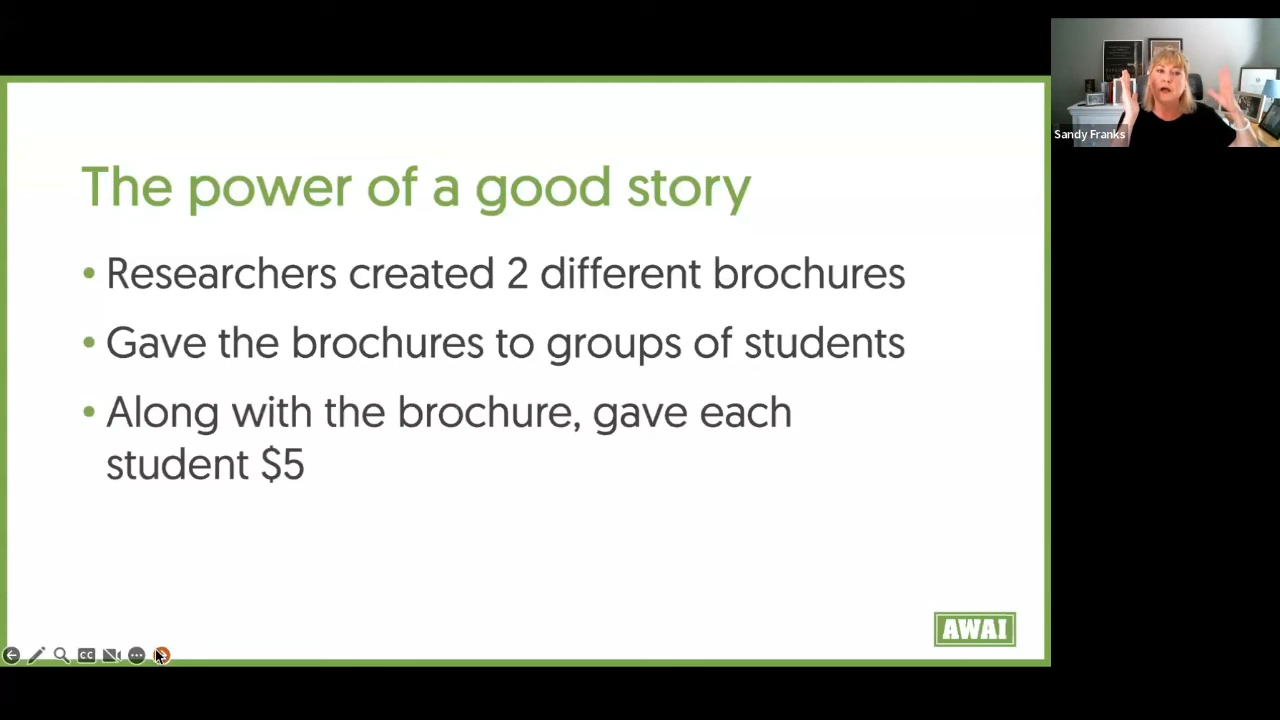 The power of a good story
• Researchers created 2 different brochures
• Gave the brochures to groups of students
• Along with the brochure, gave each
student $5
AWAI
CC
Sandy Franks